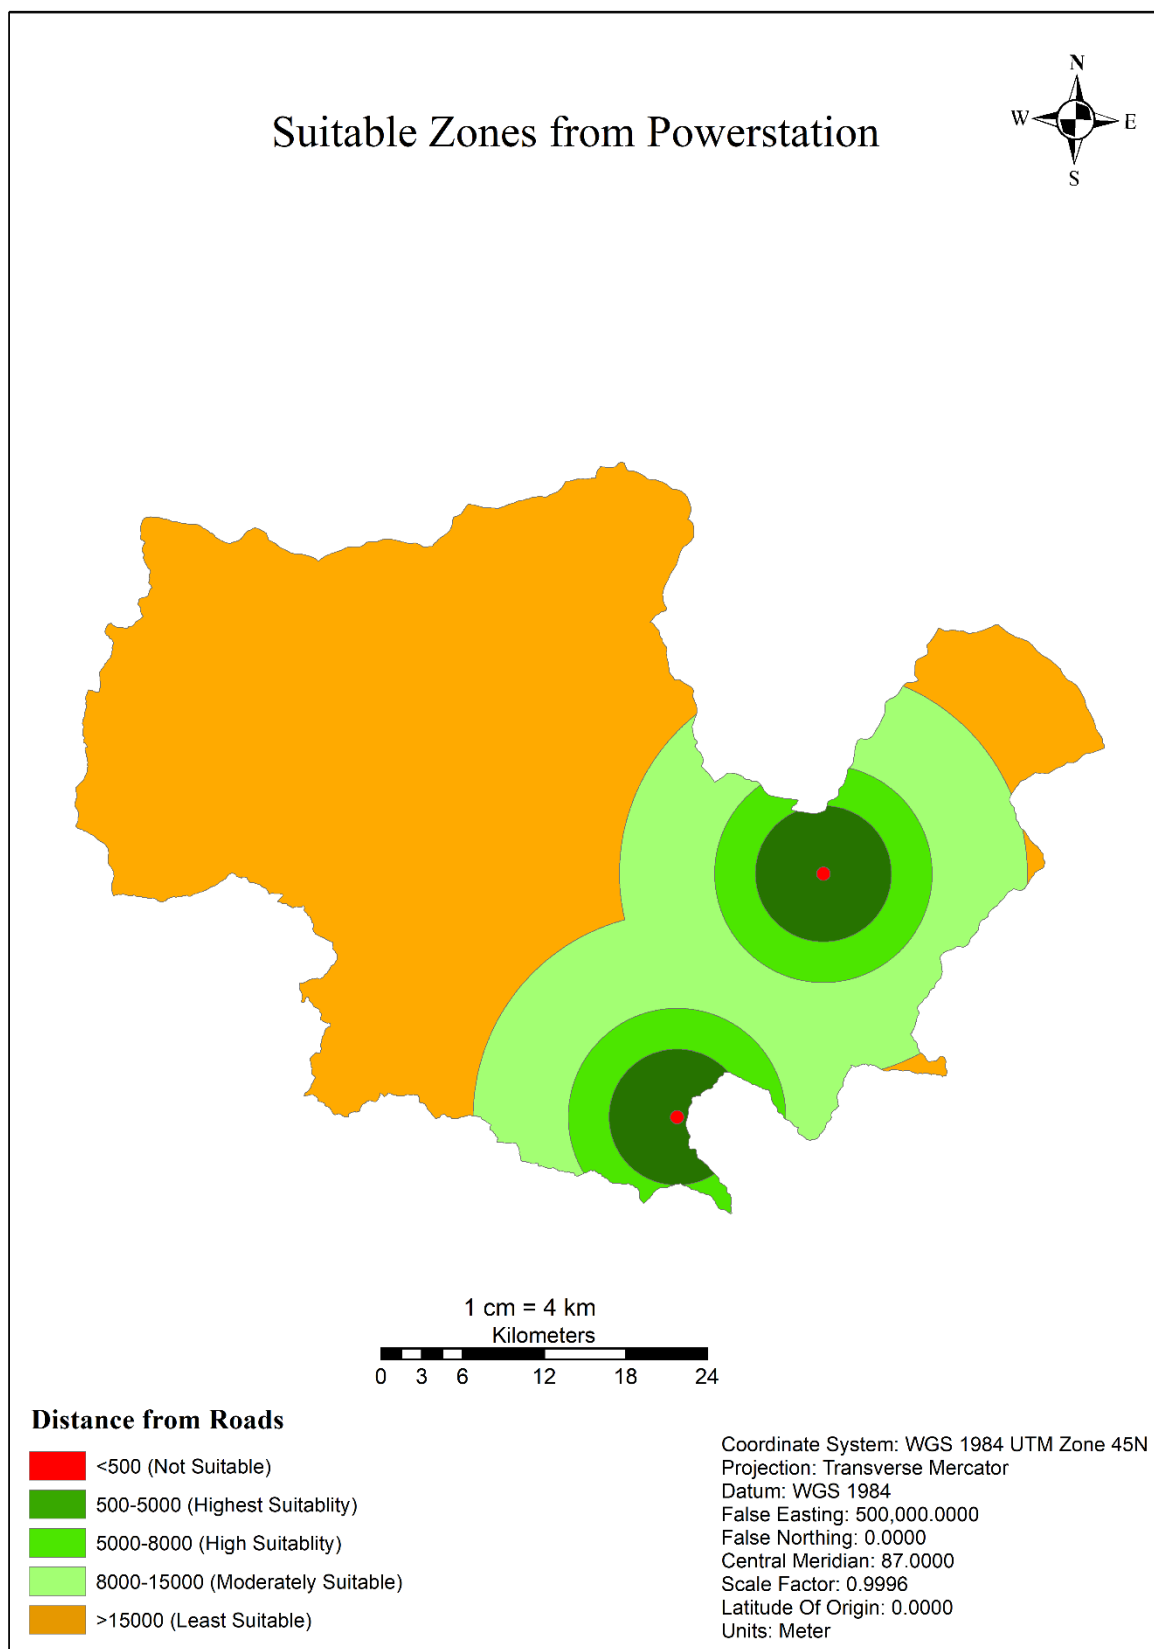 N
Suitable Zones from Powerstation
W E
S
1 cm = 4 km
Kilometers
0 3 6 12 18 24
Distance from Roads
<500 (Not Suitable)
500-5000 (Highest Suitablity)
5000-8000 (High Suitablity)
8000-15000 (Moderately Suitable)
>15000 (Least Suitable)
Coordinate System: WGS 1984 UTM Zone 45N
Projection: Transverse Mercator
Datum: WGS 1984
False Easting: 500,000.0000
False Northing: 0.0000
Central Meridian: 87.0000
Scale Factor: 0.9996
Latitude Of Origin: 0.0000
Units: Meter